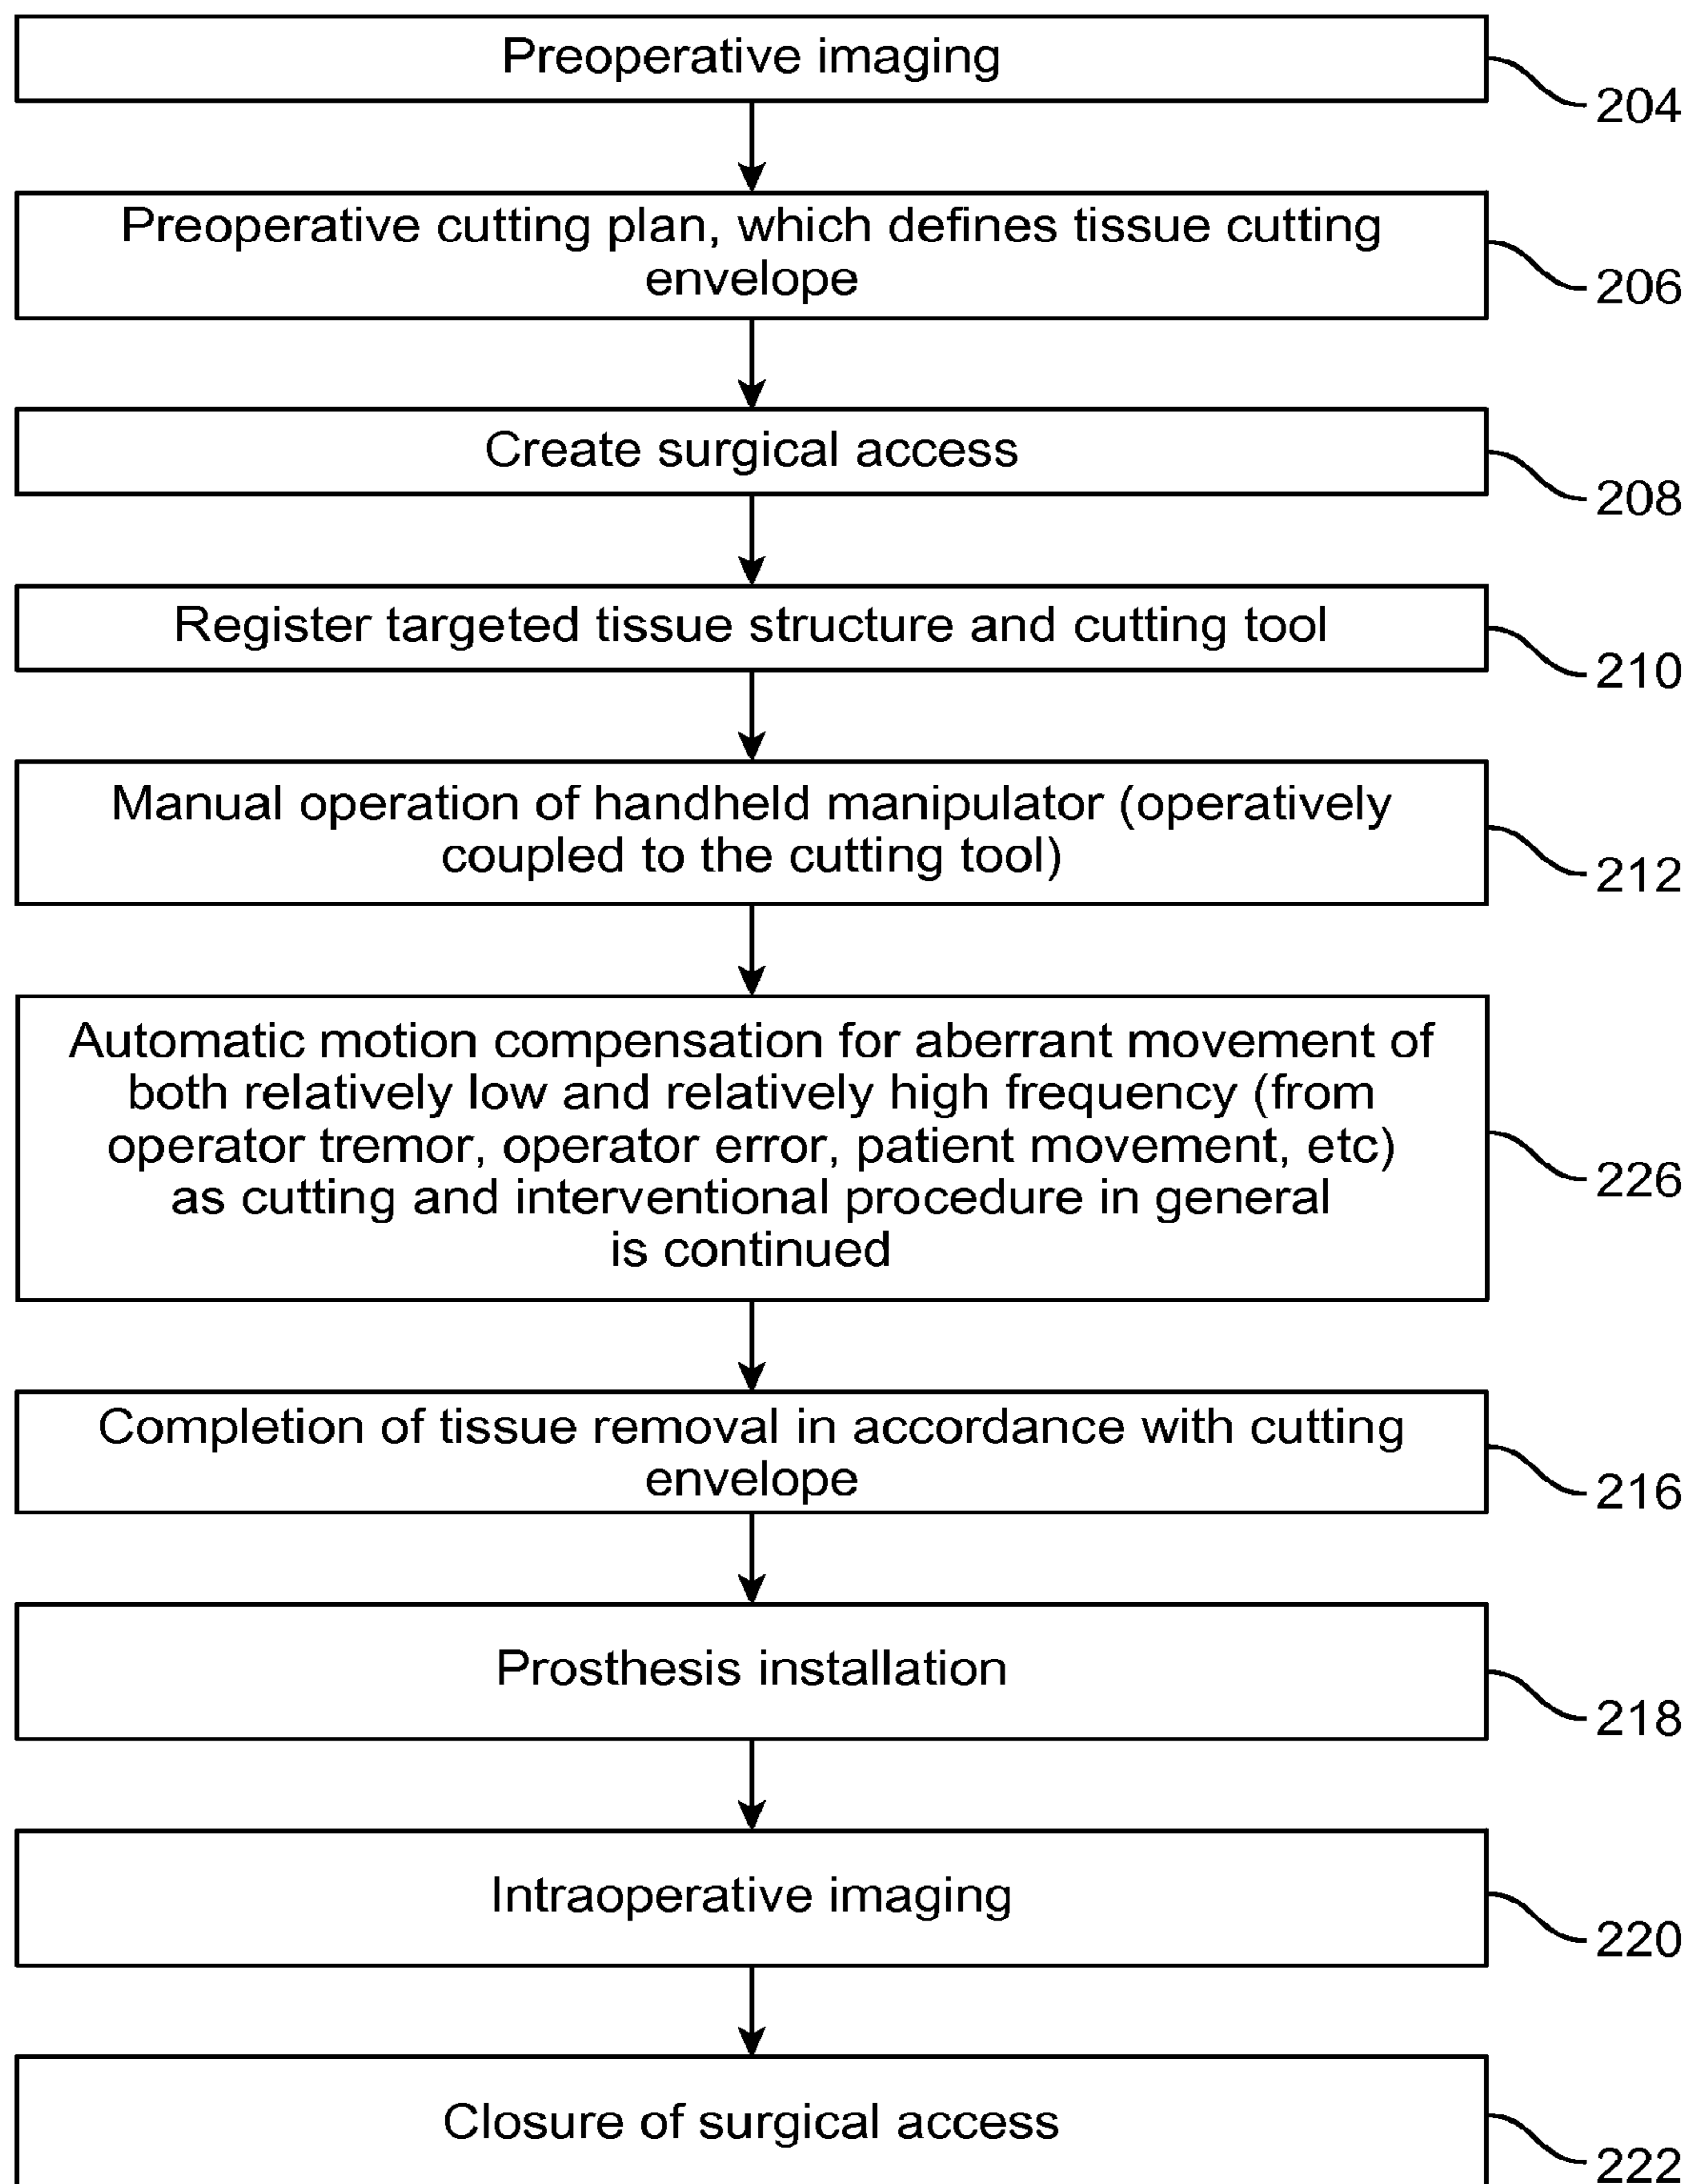 Preoperative imaging
204
Preoperative cutting plan, which defines tissue cutting
envelope
206
Create surgical access
208
Register targeted tissue structure and cutting tool
210
Manual operation of handheld manipulator (operatively
coupled to the cutting tool)
212
Automatic motion compensation for aberrant movement of
both relatively low and relatively high frequency (from
operator tremor, operator error, patient movement, etc)
as cutting and interventional procedure in general
is continued
226
Completion of tissue removal in accordance with cutting
envelope
216
Prosthesis installation
218
Intraoperative imaging
220
Closure of surgical access
222